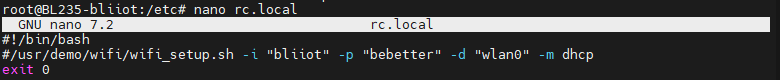 root@BL235-bliiot:/etc# nano rc.local
GNU nano 7.2 rc.local
#!/bin/bash
#/usr/demo/wifi/wifi_setup.sh -i "bliiot" -p "bebetter" -d "wlan0" -m dhcp
exit 0